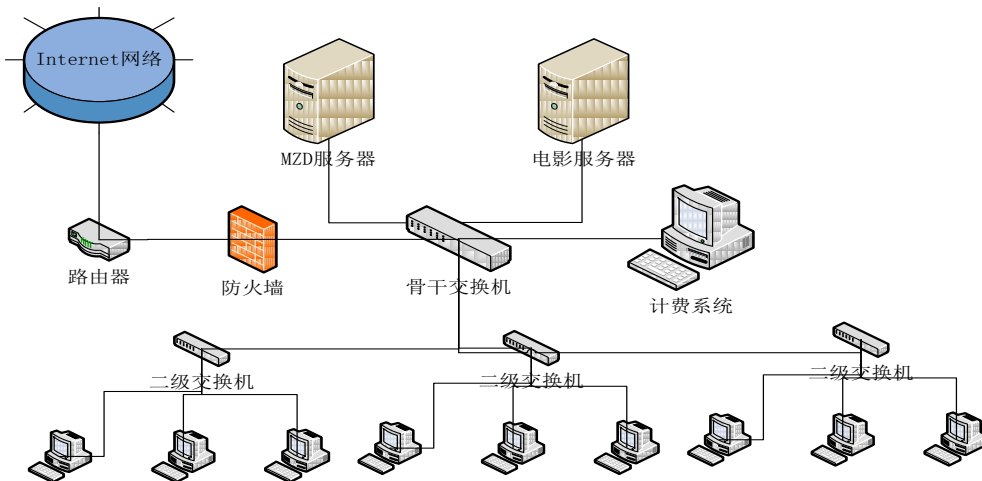 Internet网络
MZD服务器
电影服务器
路由器
防火墙
骨干交换机
计费系统
二级交换机
二级交换机
二级交换机